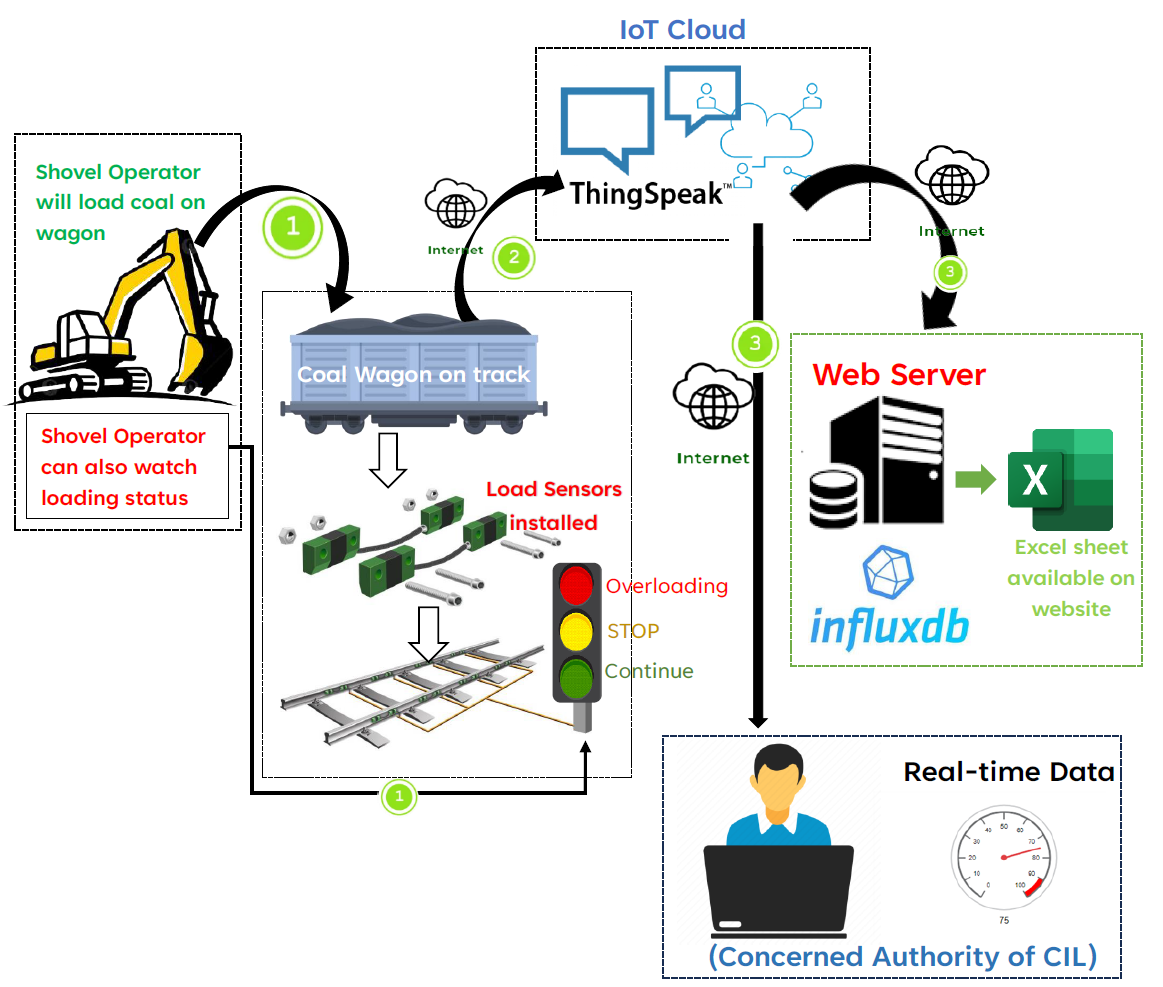 IoT Cloud
ThingSpeak™
Shovel Operator
will load coal on
wagon
1
Internet
2
Internet
3
Coal Wagon on track
3
Internet
Shovel Operator
can also watch
loading status
Load Sensors
installed
Overloading
STOP
Continue
1
Web Server
X
influxdb
Excel sheet
available on
website
Real-time Data
0
10
20
30
40
50
60
70
80
90
100
75
(Concerned Authority of CIL)